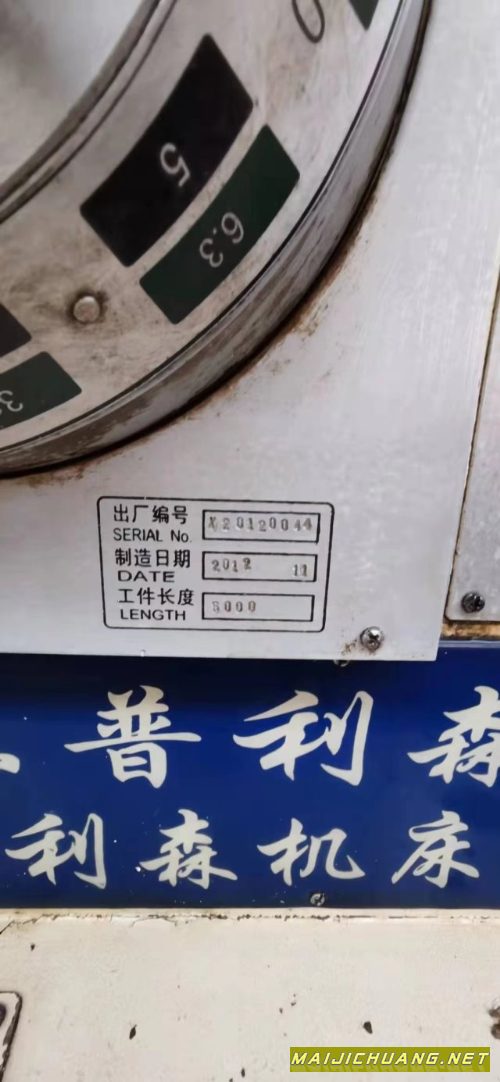 5
6.3
出厂编号
SERIAL No.
X20120044
制造日期
DATE
2012 11
工件长度
LENGTH
普利森
利森机床
MAIJICHUANG.NET